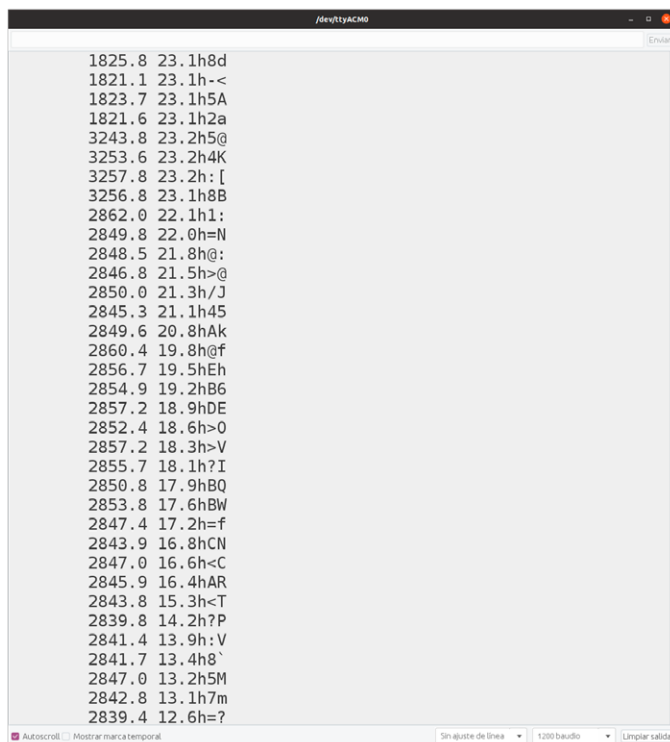 /dev/ttyACM0
Enviar
1825.8 23.1h8d
1821.1 23.1h-<
1823.7 23.1h5A
1821.6 23.1h2a
3243.8 23.2h5@
3253.6 23.2h4K
3257.8 23.2h:[
3256.8 23.1h8B
2862.0 22.1h1:
2849.8 22.0h=N
2848.5 21.8h@:
2846.8 21.5h>@
2850.0 21.3h/J
2845.3 21.1h45
2849.6 20.8hAk
2860.4 19.8h@f
2856.7 19.5hEh
2854.9 19.2hB6
2857.2 18.9hDE
2852.4 18.6h>O
2857.2 18.3h>V
2855.7 18.1h?I
2850.8 17.9hBQ
2853.8 17.6hBW
2847.4 17.2h=f
2843.9 16.8hCN
2847.0 16.6h<C
2845.9 16.4hAR
2843.8 15.3h<T
2839.8 14.2h?P
2841.4 13.9h:V
2841.7 13.4h8`
2847.0 13.2h5M
2842.8 13.1h7m
2839.4 12.6h=?
Autoscroll Mostrar marca temporal Sin ajuste de línea 1200 baudio Limpiar salida